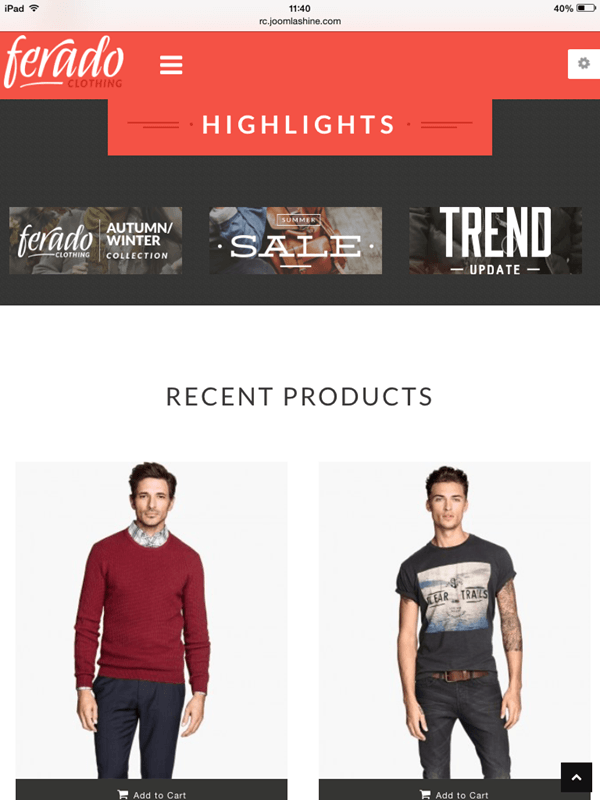 iPad 11:40 40%
rc.joomlashine.com
ferado
CLOTHING
HIGHLIGHTS
ferado
CLOTHING
AUTUMN/
WINTER
COLLECTION
SUMMER
SALE
TREND
UPDATE
RECENT PRODUCTS
TRAILS
Add to Cart
Add to Cart